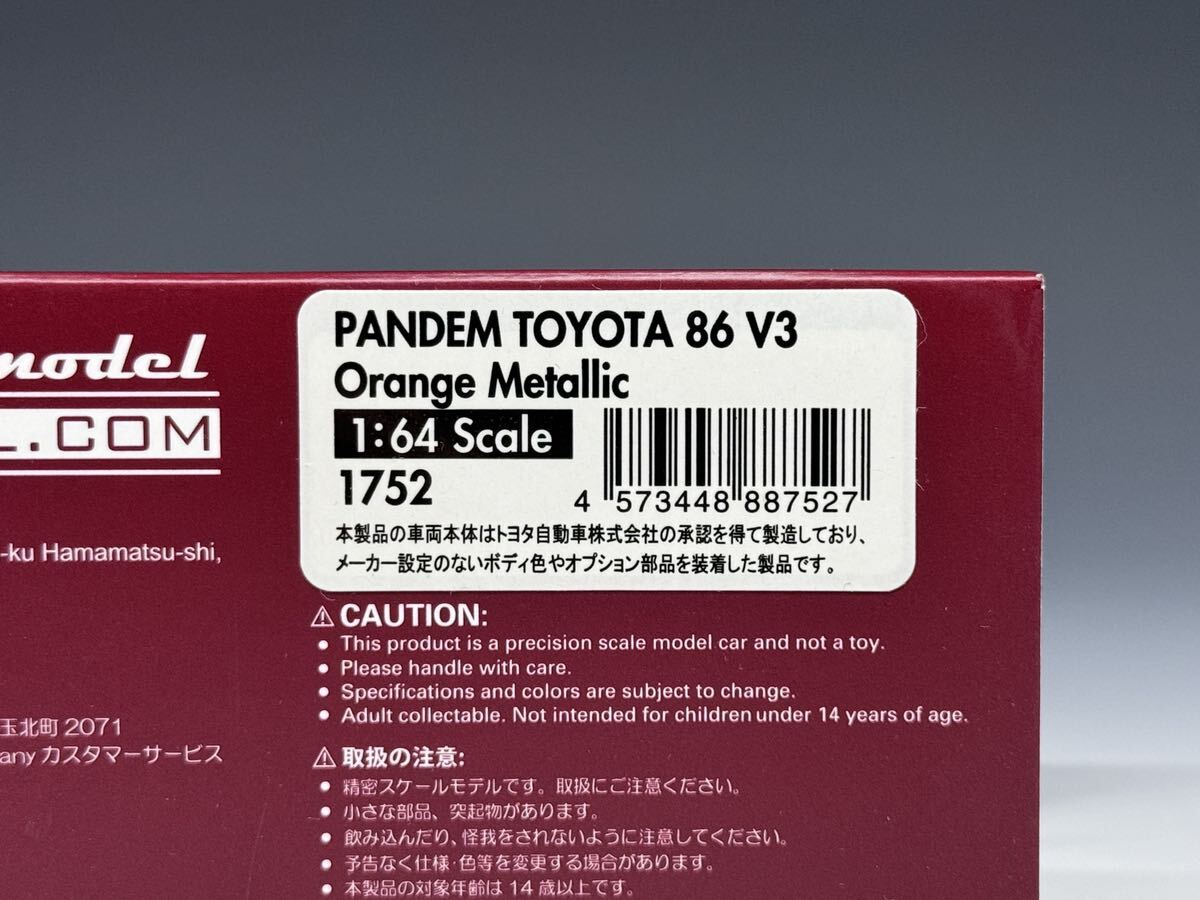 model
L.COM
-ku Hamamatsu-shi,
玉北町 2071
any カスタマーサービス
PANDEM TOYOTA 86 V3
Orange Metallic
1:64 Scale
1752
4 573448 887527
本製品の車両本体はトヨタ自動車株式会社の承認を得て製造しており、
メーカー設定のないボディ色やオプション部品を装着した製品です。
⚠ CAUTION:
• This product is a precision scale model car and not a toy.
• Please handle with care.
• Specifications and colors are subject to change.
• Adult collectable. Not intended for children under 14 years of age.
⚠ 取扱の注意:
• 精密スケールモデルです。取扱にご注意ください。
• 小さな部品、突起物があります。
• 飲み込んだり、怪我をされないように注意してください。
• 予告なく仕様・色等を変更する場合があります。
• 本製品の対象年齢は 14 歳以上です。